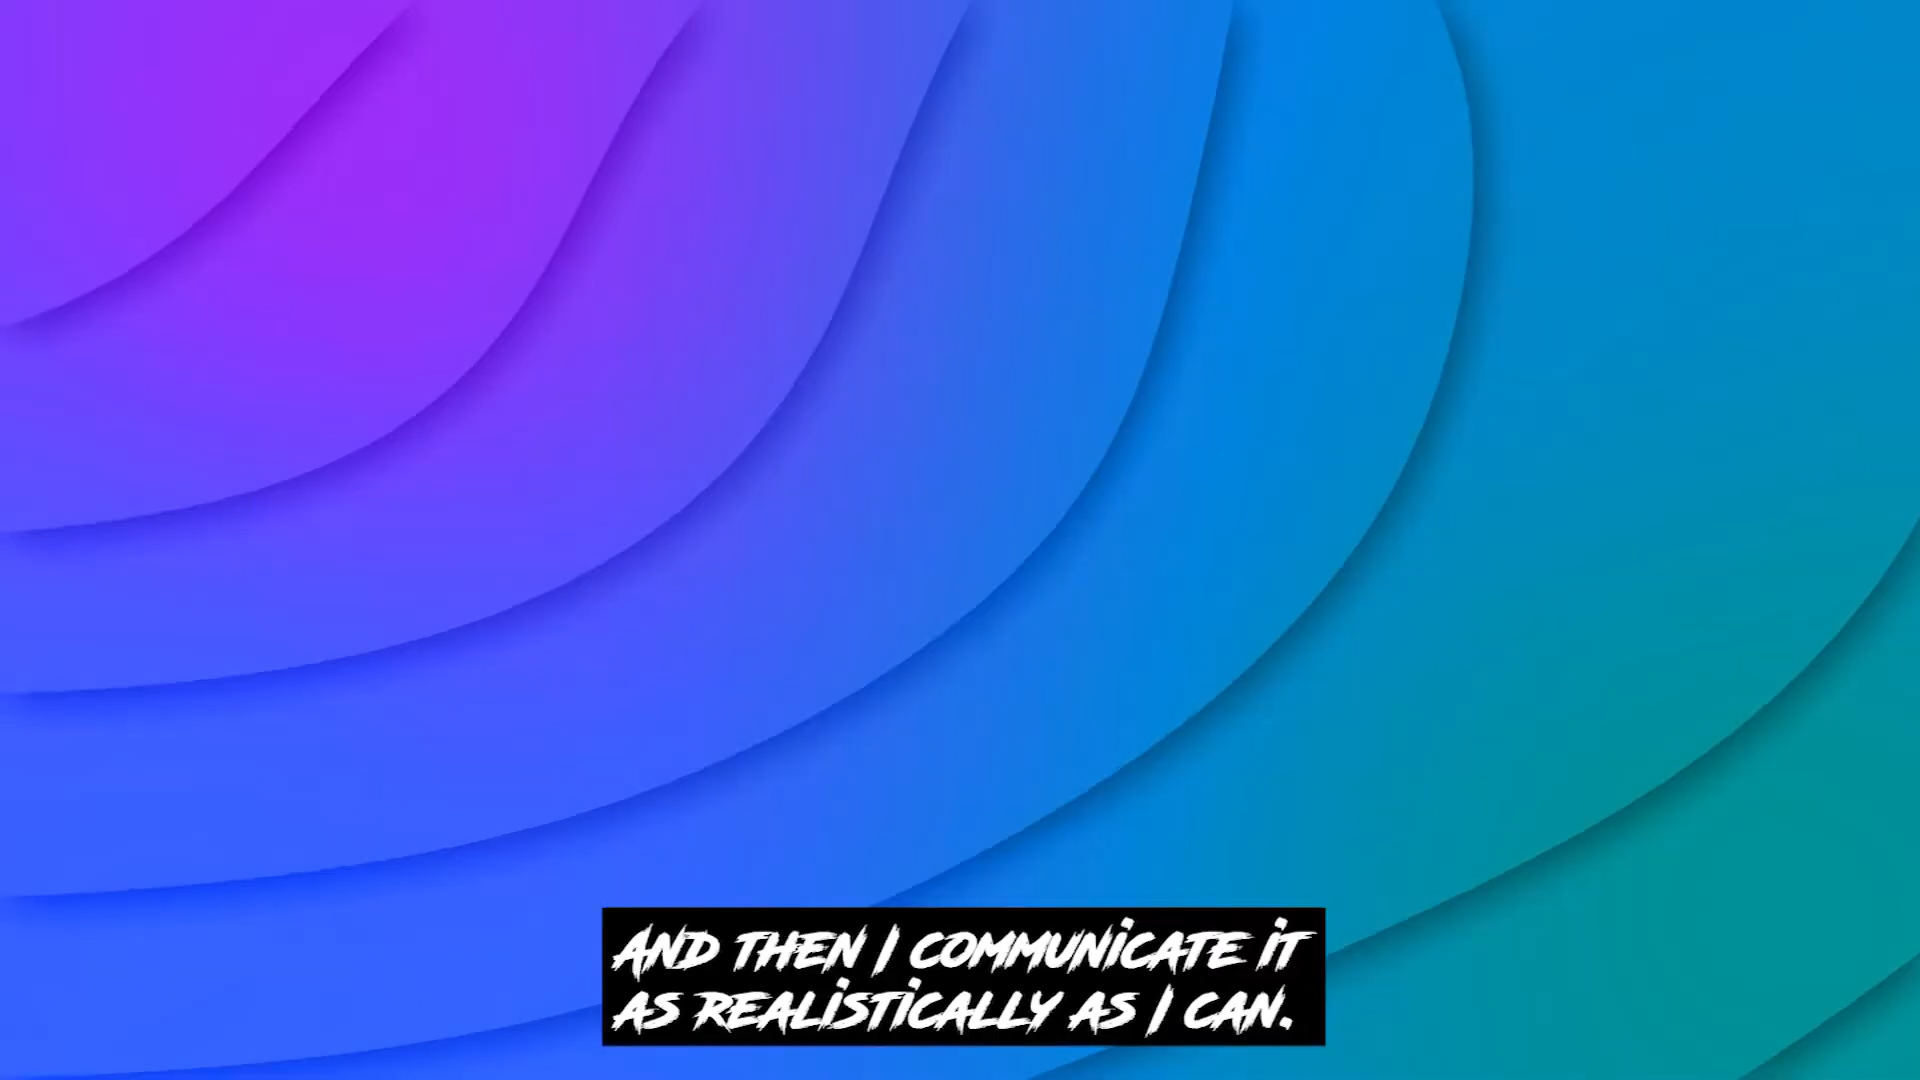 AND THEN I COMMUNICATE IT
AS REALISTICALLY AS I CAN.